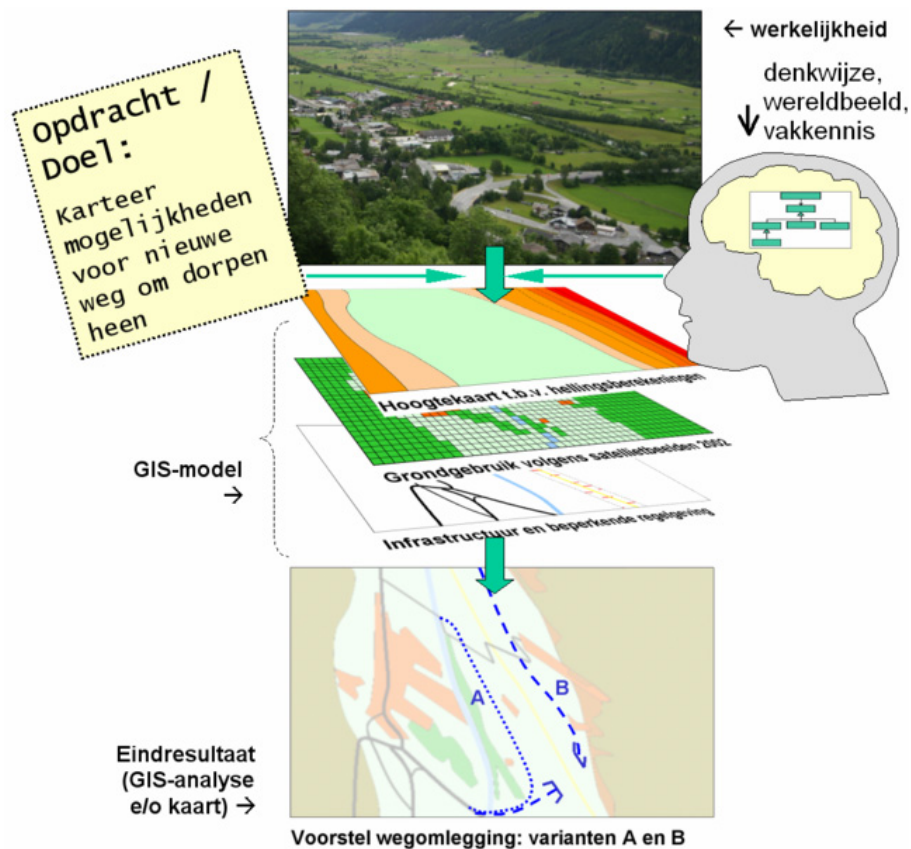 ← werkelijkheid
denkwijze,
wereldbeeld,
vakkennis
Opdracht /
Doel:
Karteer
mogelijkheden
voor nieuwe
weg om dorpen
heen
Hoogtekaart t.b.v. hellingsberekeningen
Grondgebruik volgens satellietbeelden 2002
Infrastructuur en beperkende regelgeving
GIS-model
→
A
B
Eindresultaat
(GIS-analyse
e/o kaart) →
Voorstel wegomlegging: varianten A en B